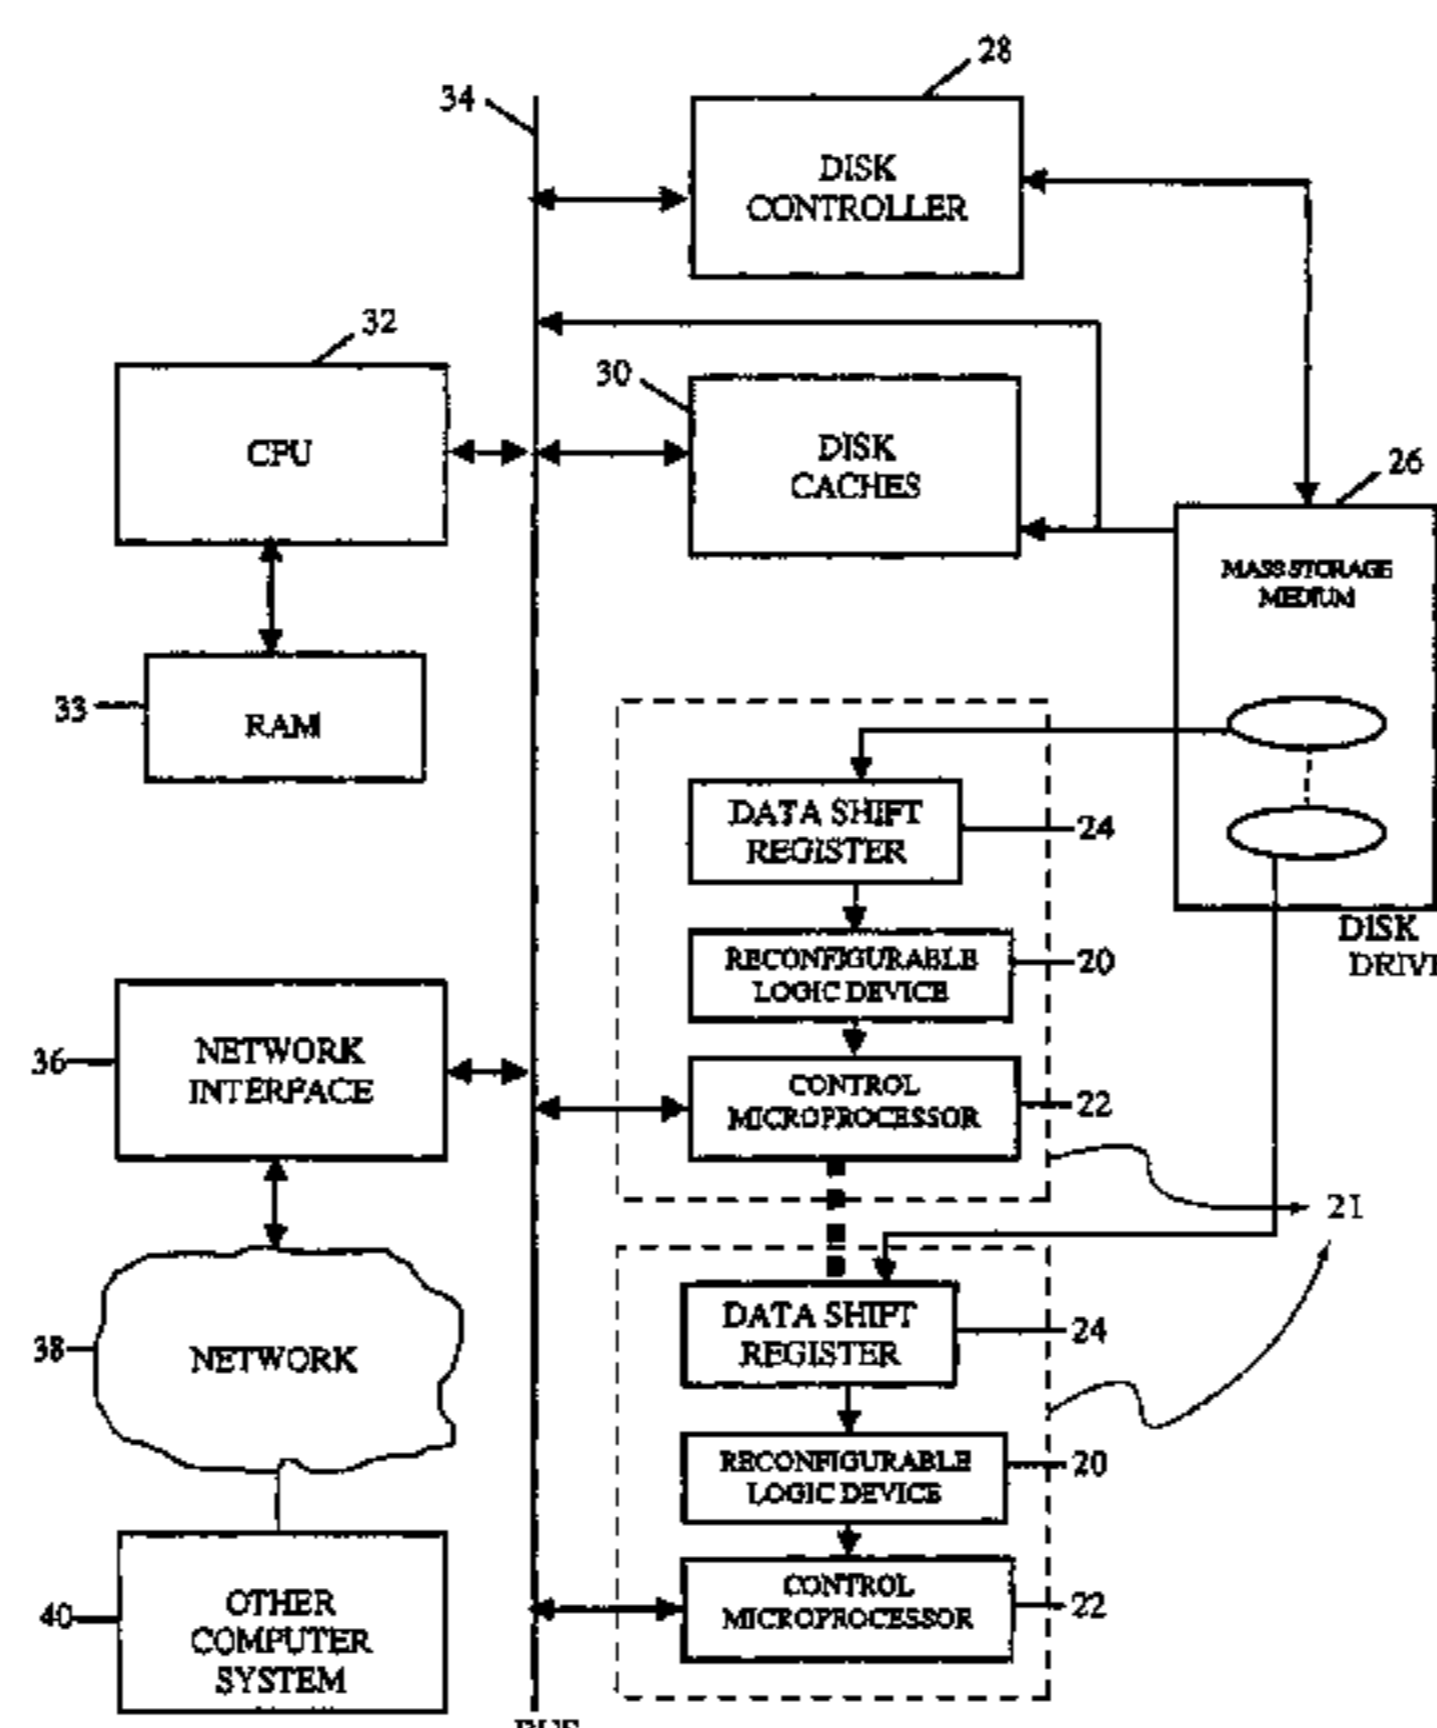 28
34
DISK
CONTROLLER
32
30
CPU
DISK
CACHES
26
MASS STORAGE
MEDIUM
33
RAM
DATA SHIFT
REGISTER
24
DISK
RECONFIGURABLE
LOGIC DEVICE
20
36
NETWORK
INTERFACE
CONTROL
MICROPROCESSOR
22
21
38
NETWORK
DATA SHIFT
REGISTER
24
RECONFIGURABLE
LOGIC DEVICE
20
40
OTHER
COMPUTER
SYSTEM
CONTROL
MICROPROCESSOR
22